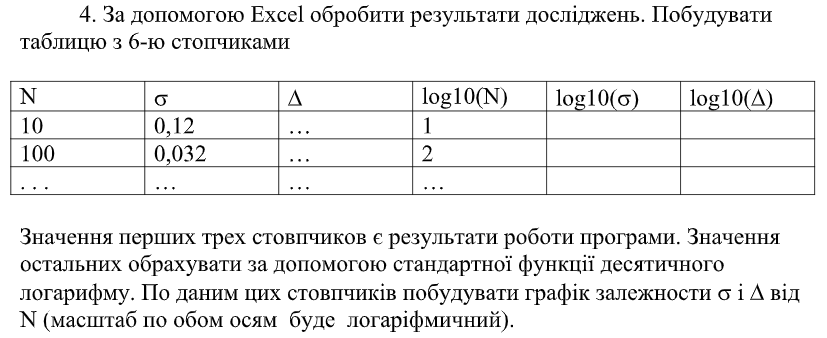 4. За допомогою Excel обробити результати досліджень. Побудувати
таблицю з 6-ю стопчиками
N σ Δ log10(N) log10(σ) log10(Δ)
10 0,12 … 1
100 0,032 … 2
. . . … … …
Значення перших трех стовпчиков є результати роботи програми. Значення
остальних обрахувати за допомогою стандартної функції десятичного
логарифму. По даним цих стовпчиків побудувати графік залежности σ і Δ від
N (масштаб по обом осям буде логаріфмичний).